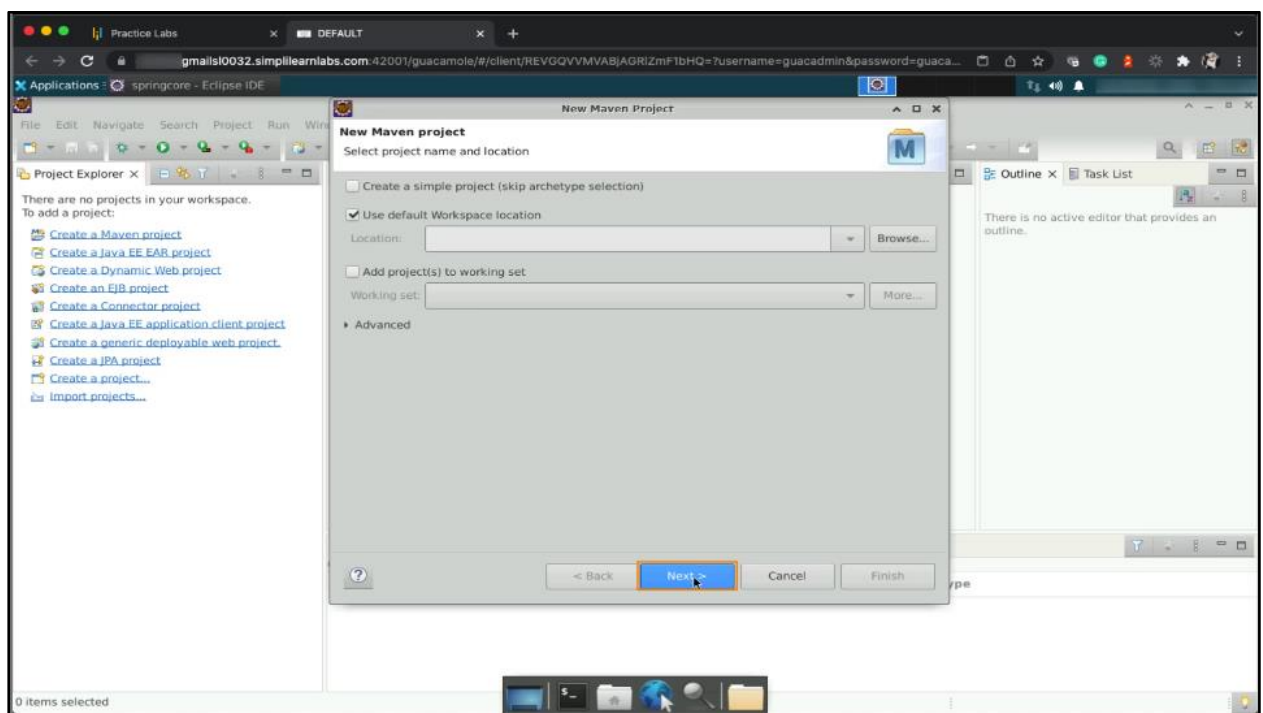 Practice Labs
DEFAULT
gmailsl0032.simplilearnlabs.com:42001/guacamole/#/client/REVGQVVMVABjAGRlZmF1bHQ=?username=guacadmin&password=guaca...
Applications
springcore - Eclipse IDE
New Maven Project
File Edit Navigate Search Project Run
New Maven project
Select project name and location
M
Project Explorer
Outline
Task List
Create a simple project (skip archetype selection)
There are no projects in your workspace.
To add a project:
Use default Workspace location
There is no active editor that provides an
outline.
Create a Maven project
Location:
Browse...
Create a Java EE EAR project
Create a Dynamic Web project
Add project(s) to working set
Create an EJB project
Working set:
More...
Create a Connector project
Create a Java EE application client project
Advanced
Create a generic deployable web project.
Create a JPA project
Create a project...
Import projects...
?
< Back
Next >
Cancel
Finish
ype
$_
0 items selected